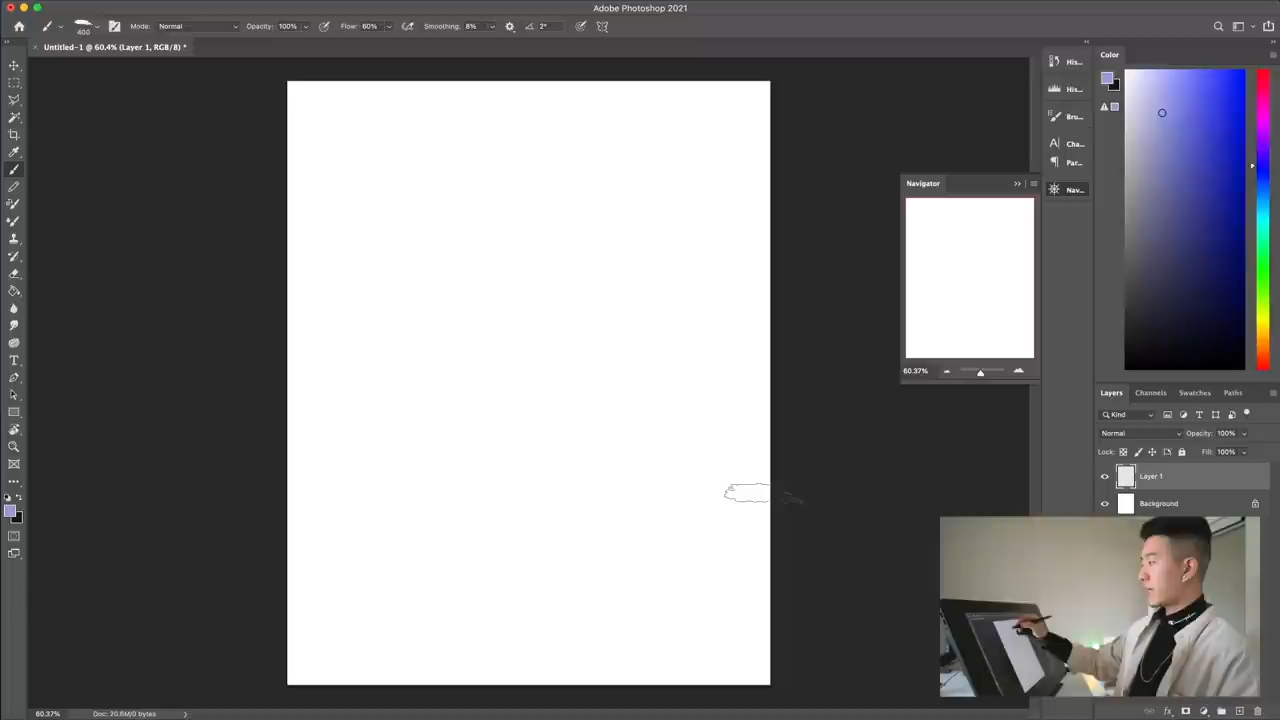 Adobe Photoshop 2021
400
Mode: Normal
Opacity: 100%
Flow: 60%
Smoothing: 8%
2°
Untitled-1 @ 60.4% (Layer 1, RGB/8) *
His...
His...
Bru...
Cha...
Par...
Nav...
Navigator
60.37%
Color
Layers
Channels
Swatches
Paths
Kind
Normal
Opacity: 100%
Lock:
Fill: 100%
Layer 1
Background
Champion
60.37%
Doc: 20.6M/0 bytes